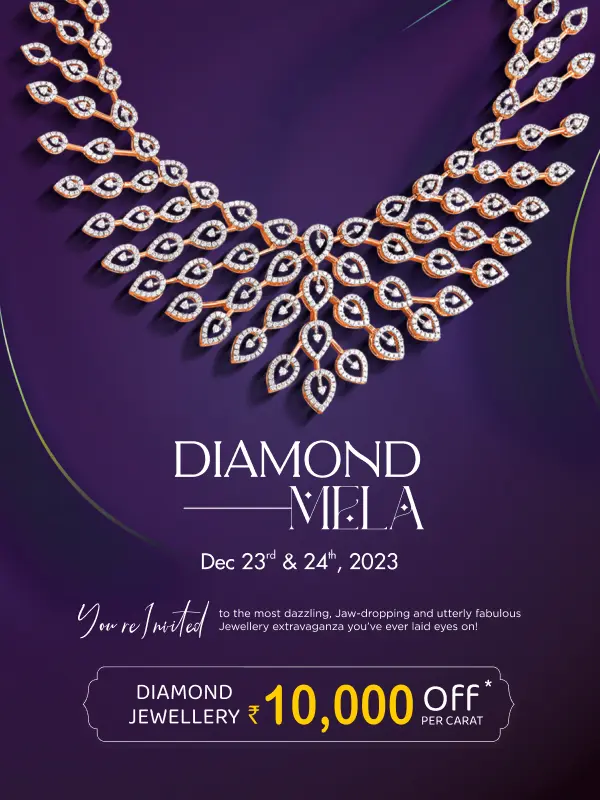 DIAMOND
MELA
Dec 23rd & 24th, 2023
You're Invited
to the most dazzling, Jaw-dropping and utterly fabulous
Jewellery extravaganza you've ever laid eyes on!
DIAMOND
JEWELLERY
₹ 10,000
OFF*
PER CARAT